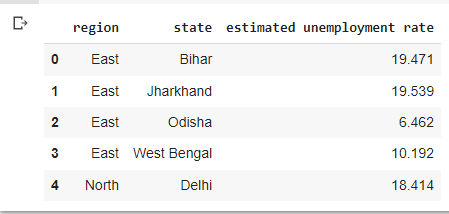 region state estimated unemployment rate
0 East Bihar 19.471
1 East Jharkhand 19.539
2 East Odisha 6.462
3 East West Bengal 10.192
4 North Delhi 18.414